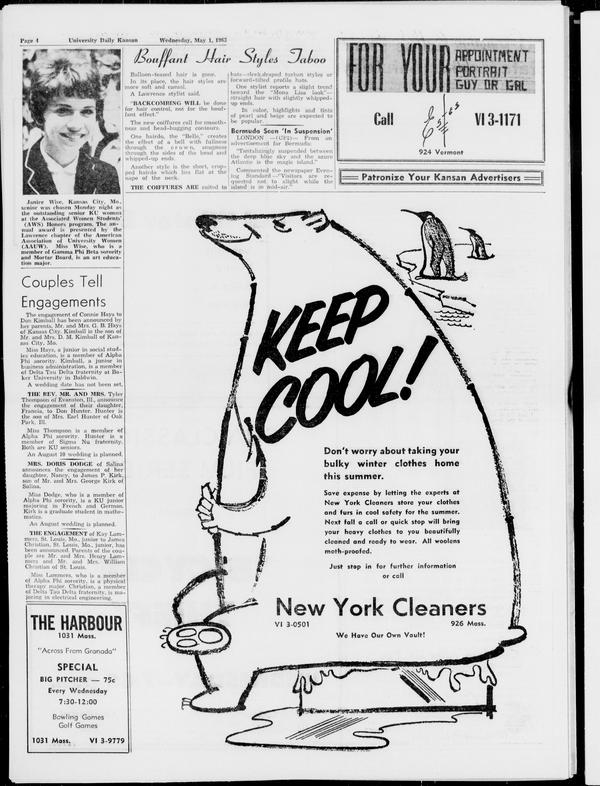 Page 4 University Daily Kansan Wednesday, May 1, 1963
Bouffant Hair Styles Taboo
Balloon-teased hair is gone.
In its place, the hair styles are
more soft and casual.
A Lawrence stylist said,
"BACKCOMBING WILL be done
for hair control, not for the bouf-
fant effect."
The new coiffures call for smooth-
ness and head-hugging contours.
One hairdo, the "Belle," creates
the effect of a bell with fullness
through the crown, snugness
through the sides of the head and
whipped-up ends.
Another style is the short, crop-
ped hairdo which lies flat at the
nape of the neck.
THE COIFFURES ARE suited to
hats—sleek,draped turban styles or
forward-tilted profile hats.
One stylist reports a slight trend
toward the "Mona Lisa look"—
straight hair with slightly whipped-
up ends.
In color, highlights and tints
of pearl and beige are expected to
be popular.
Bermuda Seen 'In Suspension'
LONDON —(UPI)— From an
advertisement for Bermuda:
"Tantalizingly suspended between
the deep blue sky and the azure
Atlantic is the magic island."
Commented the newspaper Eve-
ning Standard—"Visitors are re-
quested not to alight while the
island is in mid-air."
Janice Wise, Kansas City, Mo.,
senior was chosen Monday night as
the outstanding senior KU woman
at the Associated Women Students'
(AWS) Honors program. The an-
nual award is presented by the
Lawrence chapter of the American
Association of University Women
(AAUW). Miss Wise, who is a
member of Gamma Phi Beta sorority
and Mortar Board, is an art educa-
tion major.
Couples Tell
Engagements
The engagement of Connie Hays to
Don Kimball has been announced by
her parents, Mr. and Mrs. G. B. Hays
of Kansas City. Kimball is the son of
Mr. and Mrs. D. M. Kimball of Kan-
sas City, Mo.
Miss Hays, a junior in social stud-
ies education, is a member of Alpha
Phi sorority. Kimball, a junior in
business administration, is a member
of Delta Tau Delta fraternity at Ba-
ker University in Baldwin.
A wedding date has not been set.
THE REV. MR. AND MRS. Tyler
Thompson of Evanston, Ill., announce
the engagement of their daughter,
Francia, to Don Hunter. Hunter is
the son of Mrs. Earl Hunter of Oak
Park, Ill.
Miss Thompson is a member of
Alpha Phi sorority. Hunter is a
member of Sigma Nu fraternity.
Both are KU seniors.
An August 10 wedding is planned.
MRS. DORIS DODGE of Salina
announces the engagement of her
daughter, Nancy, to James P. Kirk,
son of Mr. and Mrs. George Kirk of
Salina.
Miss Dodge, who is a member of
Alpha Phi sorority, is a KU junior
majoring in French and German.
Kirk is a graduate student in mathe-
matics.
An August wedding is planned.
THE ENGAGEMENT of Kay Lam-
mers, St. Louis, Mo., junior to James
Christian, St. Louis, Mo., junior, has
been announced. Parents of the cou-
ple are Mr. and Mrs. Henry Lam-
mers and Mr. and Mrs. William
Christian of St. Louis.
Miss Lammers, who is a member
of Alpha Phi sorority, is a physical
therapy major. Christian, a member
of Delta Tau Delta fraternity, is ma-
joring in electrical engineering.
THE HARBOUR
1031 Mass.
"Across From Granada"
SPECIAL
BIG PITCHER — 75c
Every Wednesday
7:30-12:00
Bowling Games
Golf Games
1031 Mass. VI 3-9779
FOR YOUR APPOINTMENT
PORTRAIT
GUY OR GAL
Call VI 3-1171
924 Vermont
Patronize Your Kansan Advertisers
KEEP
COOL!
Don't worry about taking your
bulky winter clothes home
this summer.
Save expense by letting the experts at
New York Cleaners store your clothes
and furs in cool safety for the summer.
Next fall a call or quick stop will bring
your heavy clothes to you beautifully
cleaned and ready to wear. All woolens
moth-proofed.
Just stop in for further information
or call
New York Cleaners
VI 3-0501 926 Mass.
We Have Our Own Vault!